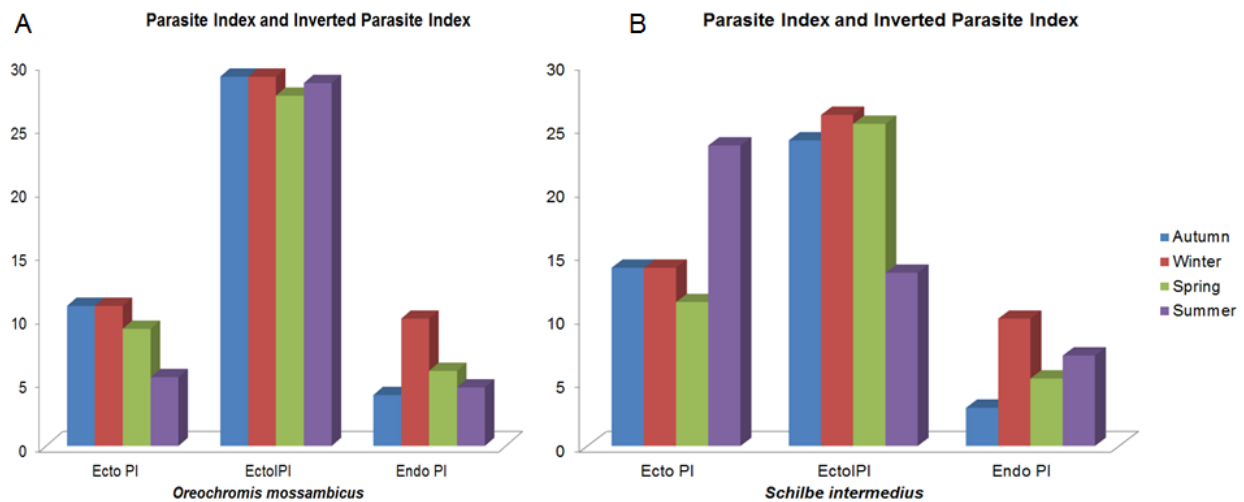 A
Parasite Index and Inverted Parasite Index
30
25
20
15
10
5
0
Ecto PI
EctoIPI
Endo PI
Oreochromis mossambicus
B
Parasite Index and Inverted Parasite Index
30
25
20
15
10
5
0
Ecto PI
EctoIPI
Endo PI
Schilbe intermedius
Autumn
Winter
Spring
Summer